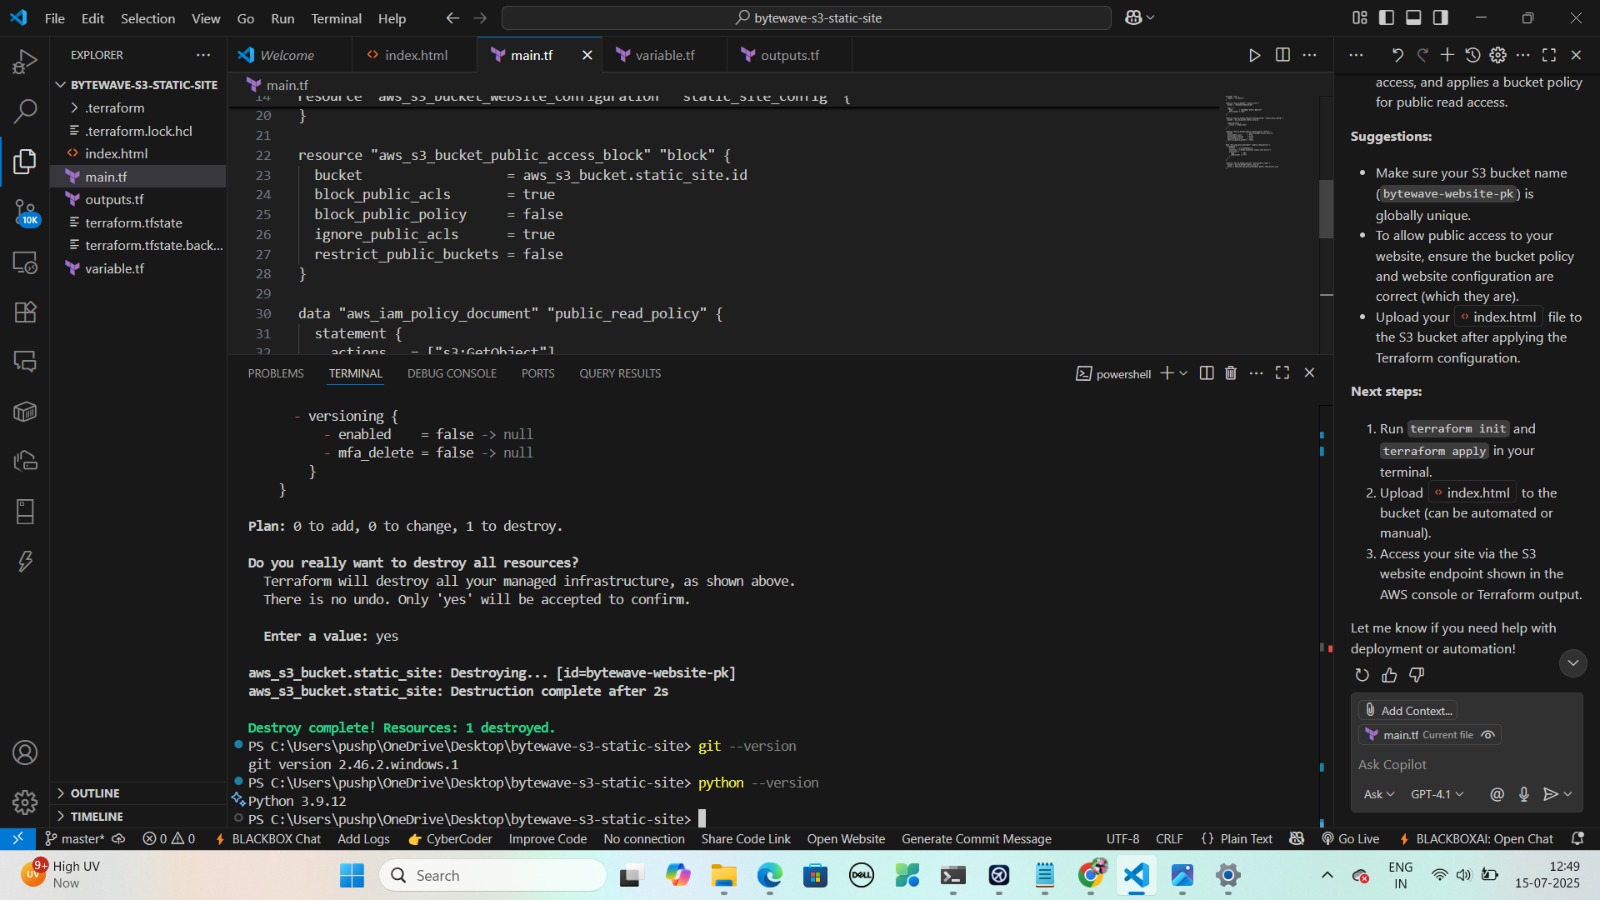 File Edit Selection View Go Run Terminal Help
bytewave-s3-static-site
EXPLORER
BYTEWAVE-S3-STATIC-SITE
.terraform
.terraform.lock.hcl
index.html
main.tf
outputs.tf
terraform.tfstate
terraform.tfstate.back...
variable.tf
10K
OUTLINE
TIMELINE
Welcome
index.html
main.tf
variable.tf
outputs.tf
main.tf
14 resource "aws_s3_bucket_website_configuration" "static_site_config" {
20 }
21
22 resource "aws_s3_bucket_public_access_block" "block" {
23 bucket = aws_s3_bucket.static_site.id
24 block_public_acls = true
25 block_public_policy = false
26 ignore_public_acls = true
27 restrict_public_buckets = false
28 }
29
30 data "aws_iam_policy_document" "public_read_policy" {
31 statement {
32 actions = ["s3:GetObject"]
PROBLEMS TERMINAL DEBUG CONSOLE PORTS QUERY RESULTS
powershell
- versioning {
- enabled = false -> null
- mfa_delete = false -> null
}
}
Plan: 0 to add, 0 to change, 1 to destroy.
Do you really want to destroy all resources?
Terraform will destroy all your managed infrastructure, as shown above.
There is no undo. Only 'yes' will be accepted to confirm.
Enter a value: yes
aws_s3_bucket.static_site: Destroying... [id=bytewave-website-pk]
aws_s3_bucket.static_site: Destruction complete after 2s
Destroy complete! Resources: 1 destroyed.
PS C:\Users\pushp\OneDrive\Desktop\bytewave-s3-static-site> git --version
git version 2.46.2.windows.1
PS C:\Users\pushp\OneDrive\Desktop\bytewave-s3-static-site> python --version
Python 3.9.12
PS C:\Users\pushp\OneDrive\Desktop\bytewave-s3-static-site>
access, and applies a bucket policy
for public read access.
Suggestions:
• Make sure your S3 bucket name
(bytewave-website-pk) is
globally unique.
• To allow public access to your
website, ensure the bucket policy
and website configuration are
correct (which they are).
• Upload your index.html file to
the S3 bucket after applying the
Terraform configuration.
Next steps:
1. Run terraform init and
terraform apply in your
terminal.
2. Upload index.html to the
bucket (can be automated or
manual).
3. Access your site via the S3
website endpoint shown in the
AWS console or Terraform output.
Let me know if you need help with
deployment or automation!
Add Context...
main.tf Current file
Ask Copilot
Ask GPT-4.1
master* 0 0 BLACKBOX Chat Add Logs CyberCoder Improve Code No connection Share Code Link Open Website Generate Commit Message UTF-8 CRLF {} Plain Text Go Live BLACKBOXAI: Open Chat
9+
UV
High UV
Now
Search
DELL
ENG
IN
12:49
15-07-2025